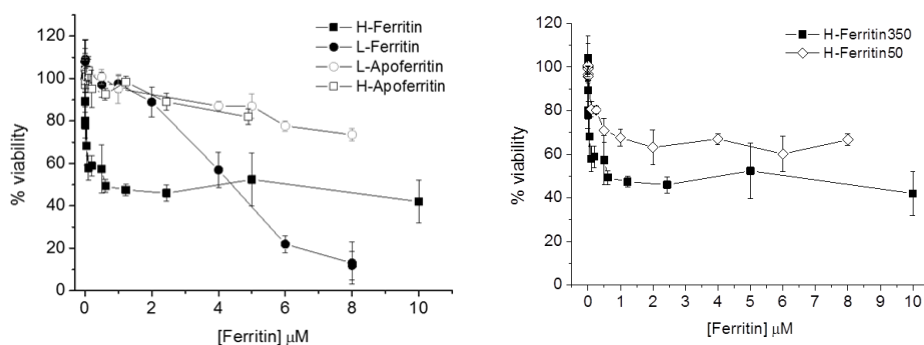 H-Ferritin
L-Ferritin
L-Apoferritin
H-Apoferritin
120
100
80
60
40
20
0
% viability
0 2 4 6 8 10
[Ferritin] μM
H-Ferritin350
H-Ferritin50
120
100
80
60
40
20
0
% viability
0 1 2 3 4 5 6 7 8 9 10
[Ferritin] μM